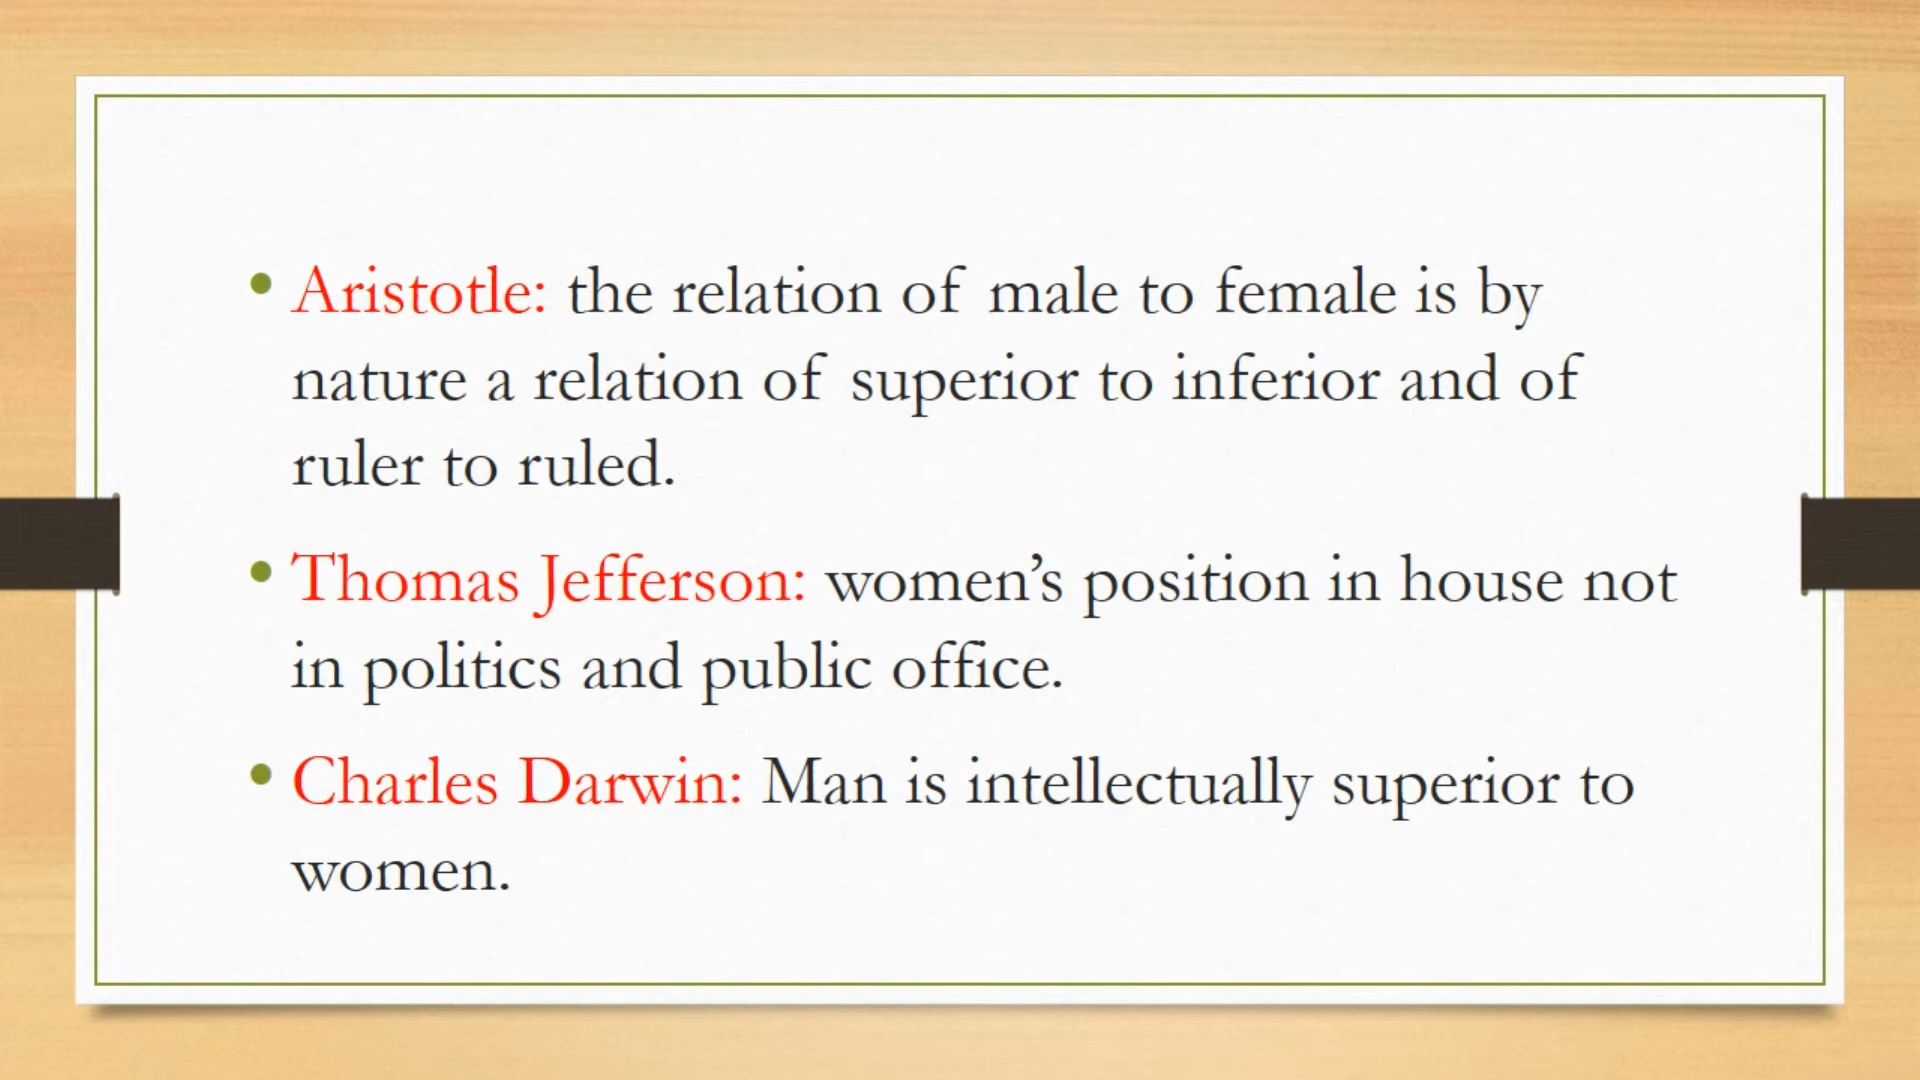 • Aristotle: the relation of male to female is by
nature a relation of superior to inferior and of
ruler to ruled.
• Thomas Jefferson: women’s position in house not
in politics and public office.
• Charles Darwin: Man is intellectually superior to
women.